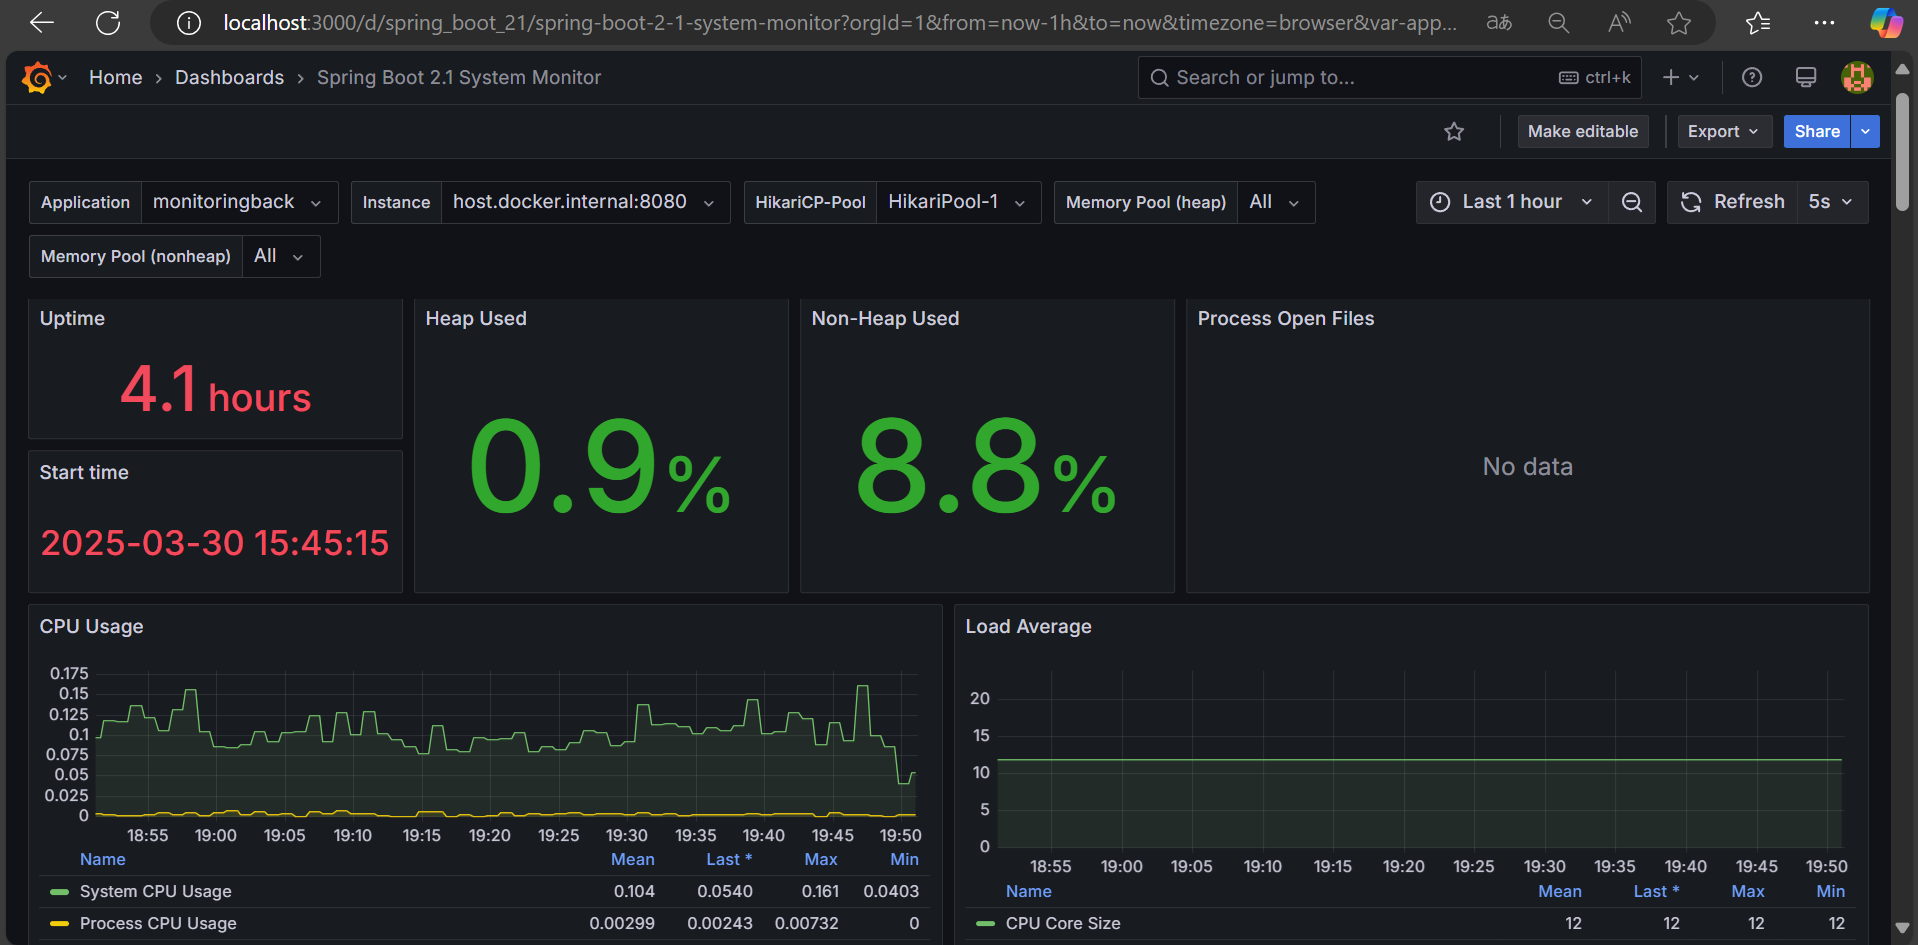 localhost:3000/d/spring_boot_21/spring-boot-2-1-system-monitor?orgId=1&from=now-1h&to=now&timezone=browser&var-app...
Home › Dashboards › Spring Boot 2.1 System Monitor
Search or jump to... ctrl+k
Make editable Export Share
Application monitoringback Instance host.docker.internal:8080 HikariCP-Pool HikariPool-1 Memory Pool (heap) All Last 1 hour Refresh 5s
Memory Pool (nonheap) All
Uptime
4.1 hours
Start time
2025-03-30 15:45:15
Heap Used
0.9%
Non-Heap Used
8.8%
Process Open Files
No data
CPU Usage
0.175
0.15
0.125
0.1
0.075
0.05
0.025
0
18:55 19:00 19:05 19:10 19:15 19:20 19:25 19:30 19:35 19:40 19:45 19:50
Name Mean Last * Max Min
System CPU Usage 0.104 0.0540 0.161 0.0403
Process CPU Usage 0.00299 0.00243 0.00732 0
Load Average
20
15
10
5
0
18:55 19:00 19:05 19:10 19:15 19:20 19:25 19:30 19:35 19:40 19:45 19:50
Name Mean Last * Max Min
CPU Core Size 12 12 12 12